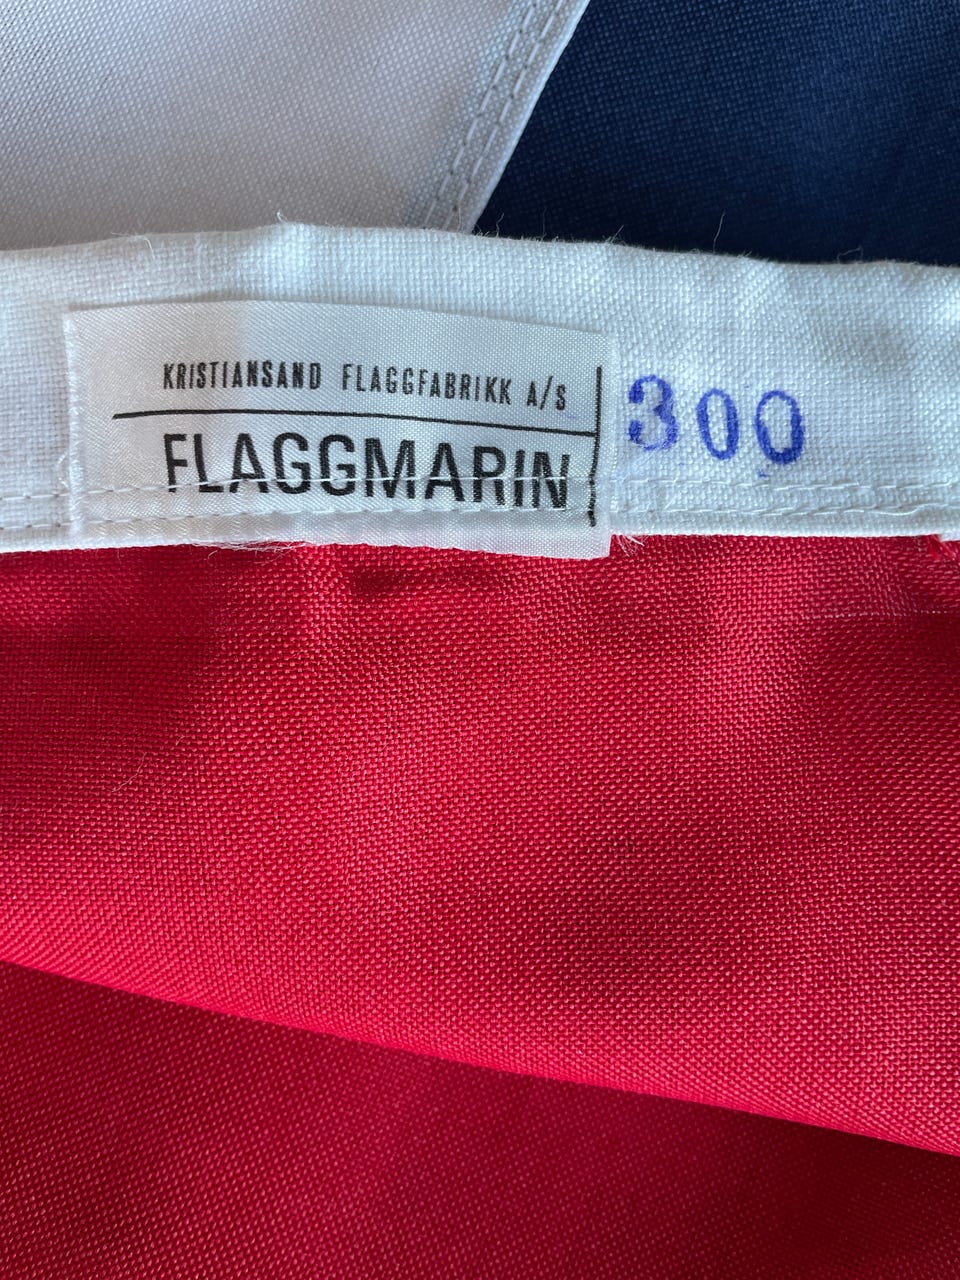 KRISTIANSAND FLAGGFABRIKK A/S
FLAGGMARIN
300